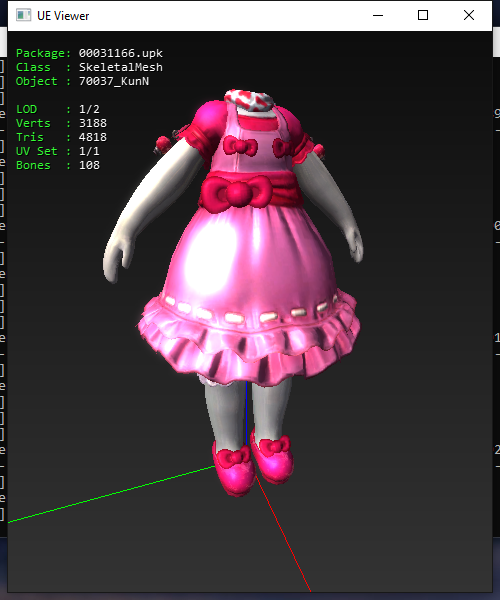 UE Viewer
Package: 00031166.upk
Class  : SkeletalMesh
Object : 70037_KunN
LOD    : 1/2
Verts  : 3188
Tris   : 4818
UV Set : 1/1
Bones  : 108